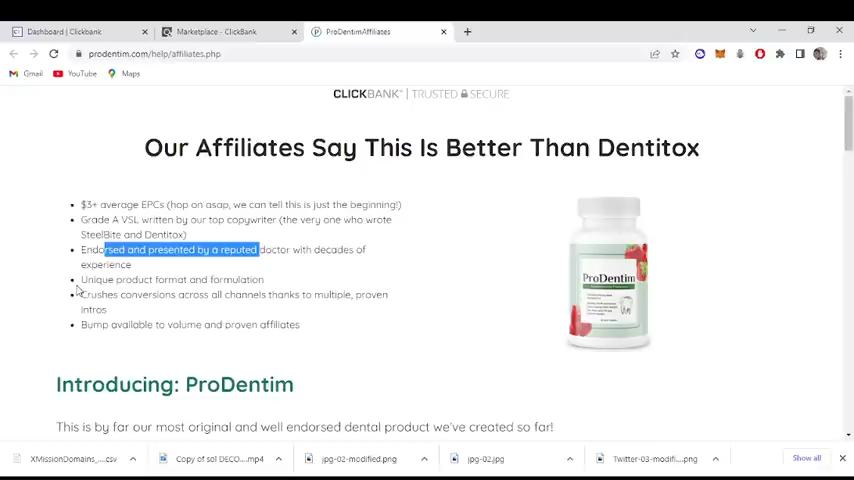 Dashboard | Clickbank
Marketplace - ClickBank
ProDentimAffiliates
prodentim.com/help/affiliates.php
Gmail
YouTube
Maps
CLICKBANK™ | TRUSTED SECURE
Our Affiliates Say This Is Better Than Dentitox
$3+ average EPCs (hop on asap, we can tell this is just the beginning!)
Grade A VSL written by our top copywriter (the very one who wrote
SteelBite and Dentitox)
Endorsed and presented by a reputed doctor with decades of
experience
Unique product format and formulation
Crushes conversions across all channels thanks to multiple, proven
intros
Bump available to volume and proven affiliates
ProDentim
Introducing: ProDentim
This is by far our most original and well endorsed dental product we've created so far!
XMissionDomains_....csv
Copy of sol DECO....mp4
jpg-02-modified.png
jpg-02.jpg
Twitter-03-modifi....png
Show all